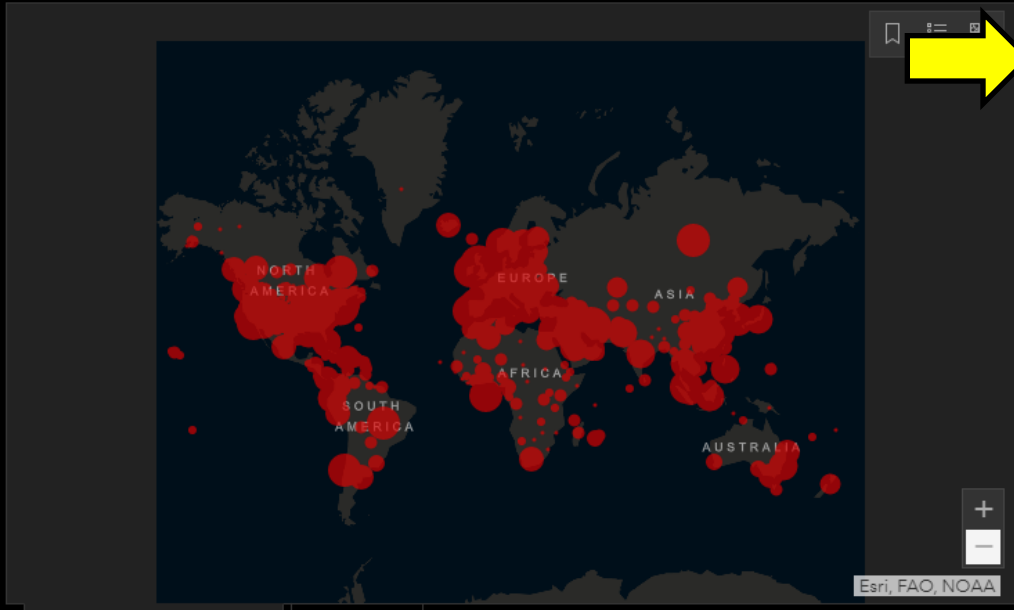 NORTH
AMERICA
EUROPE
ASIA
AFRICA
SOUTH
AMERICA
AUSTRALIA
+
−
Esri, FAO, NOAA